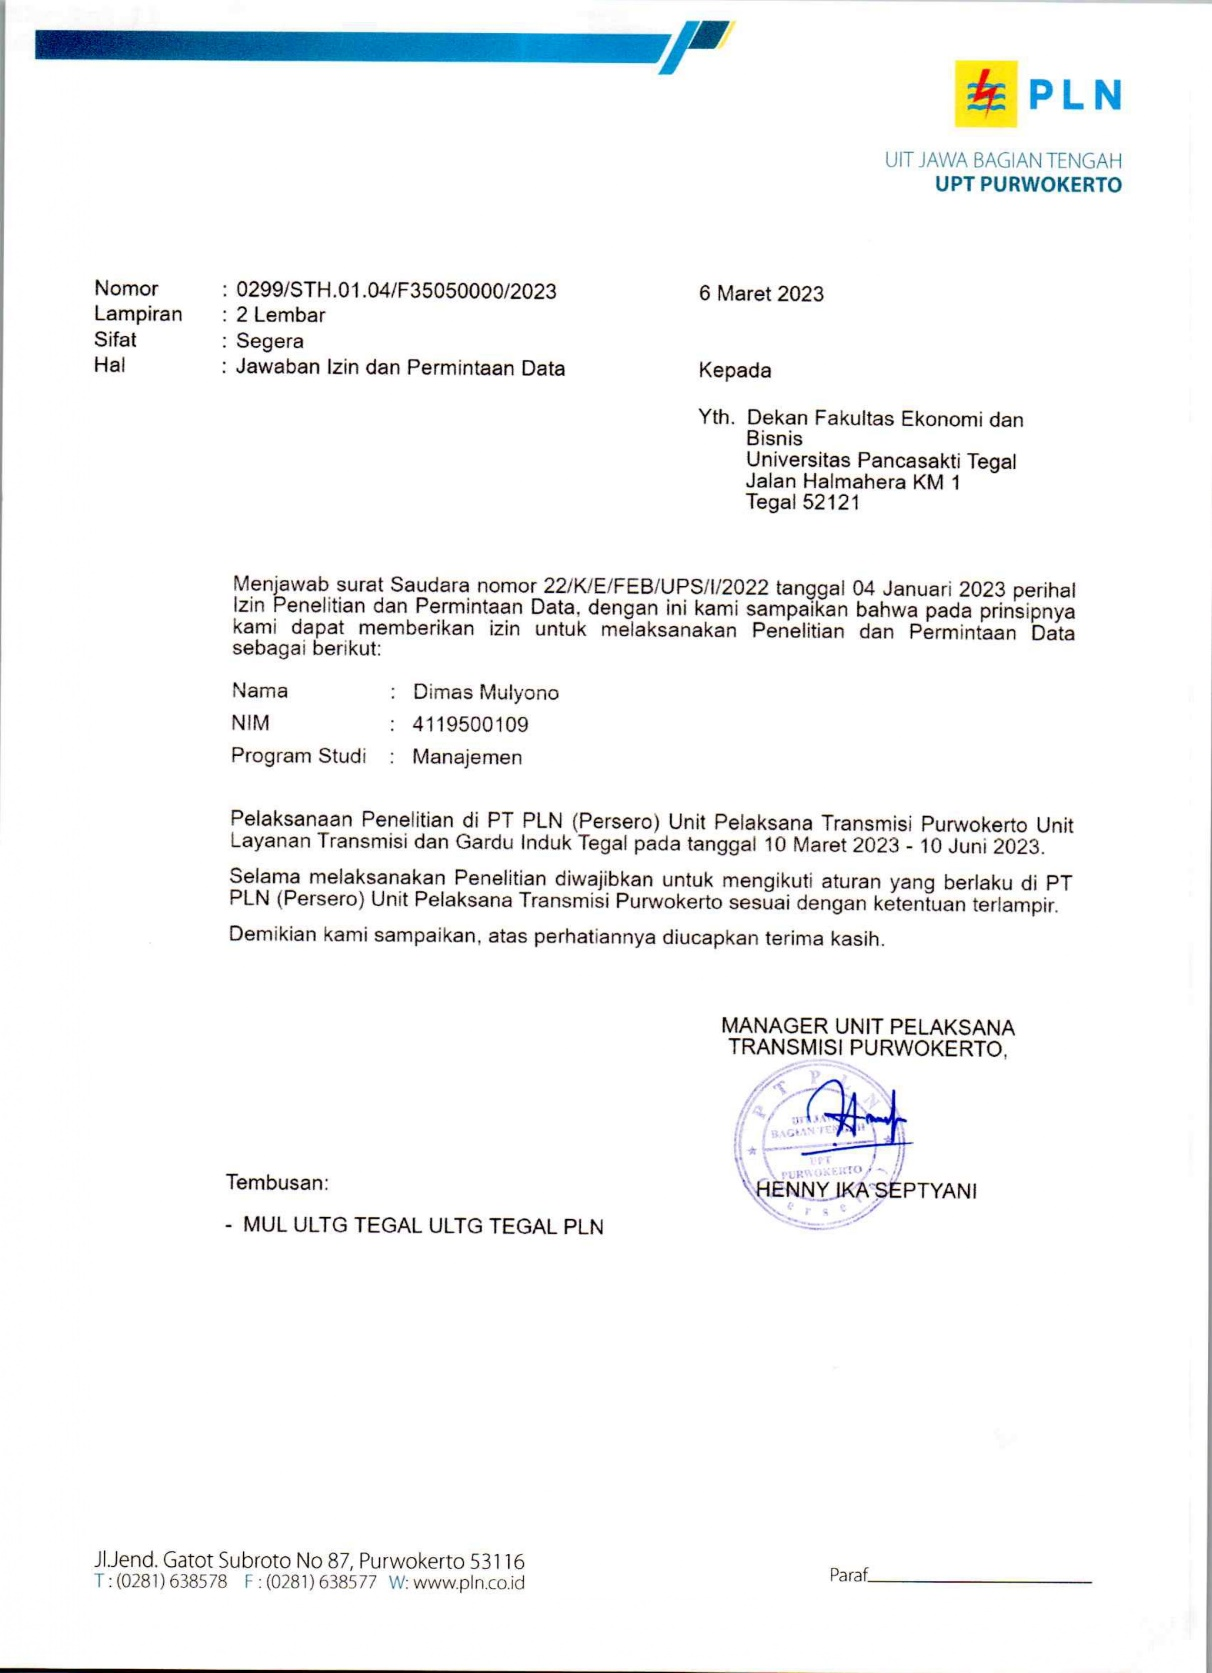 PLN
UIT JAWA BAGIAN TENGAH
UPT PURWOKERTO
Nomor : 0299/STH.01.04/F35050000/2023
Lampiran : 2 Lembar
Sifat : Segera
Hal : Jawaban Izin dan Permintaan Data
6 Maret 2023
Kepada
Yth. Dekan Fakultas Ekonomi dan
Bisnis
Universitas Pancasakti Tegal
Jalan Halmahera KM 1
Tegal 52121
Menjawab surat Saudara nomor 22/K/E/FEB/UPS/I/2022 tanggal 04 Januari 2023 perihal
Izin Penelitian dan Permintaan Data, dengan ini kami sampaikan bahwa pada prinsipnya
kami dapat memberikan izin untuk melaksanakan Penelitian dan Permintaan Data
sebagai berikut:
Nama : Dimas Mulyono
NIM : 4119500109
Program Studi : Manajemen
Pelaksanaan Penelitian di PT PLN (Persero) Unit Pelaksana Transmisi Purwokerto Unit
Layanan Transmisi dan Gardu Induk Tegal pada tanggal 10 Maret 2023 - 10 Juni 2023.
Selama melaksanakan Penelitian diwajibkan untuk mengikuti aturan yang berlaku di PT
PLN (Persero) Unit Pelaksana Transmisi Purwokerto sesuai dengan ketentuan terlampir.
Demikian kami sampaikan, atas perhatiannya diucapkan terima kasih.
MANAGER UNIT PELAKSANA
TRANSMISI PURWOKERTO,
PT PLN
BAGIAN TENGAH
UPT
PURWOKERTO
HENNY IKA SEPTYANI
Tembusan:
- MUL ULTG TEGAL ULTG TEGAL PLN
Jl.Jend. Gatot Subroto No 87, Purwokerto 53116
T : (0281) 638578 F : (0281) 638577 W: www.pln.co.id
Paraf